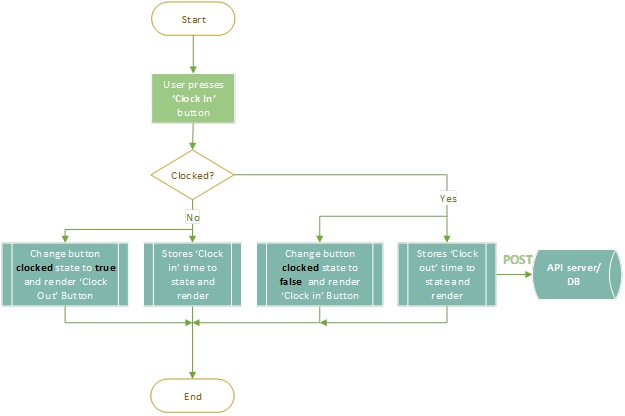 Start
User presses
‘Clock In’
button
Clocked?
Yes
No
Change button
clocked state to true
and render ‘Clock
Out’ Button
Stores ‘Clock
in’ time to
state and
render
Change button
clocked state to
false and render
‘Clock in’ Button
Stores ‘Clock
out’ time to
state and
render
POST
API server/
DB
End